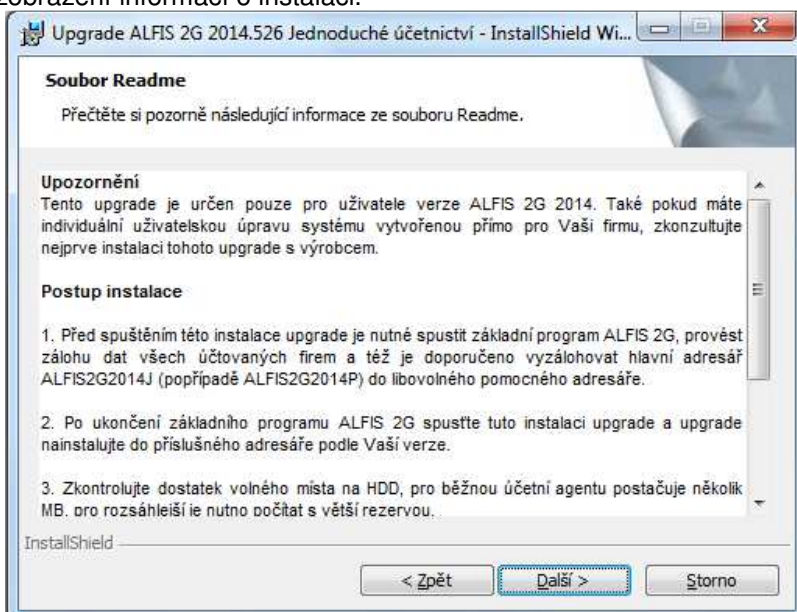 zobrazení informací o instalaci.
Upgrade ALFIS 2G 2014.526 Jednoduché účetnictví - InstallShield Wi...
Soubor Readme
Přečtěte si pozorně následující informace ze souboru Readme.
Upozornění
Tento upgrade je určen pouze pro uživatele verze ALFIS 2G 2014. Také pokud máte
individuální uživatelskou úpravu systému vytvořenou přímo pro Vaši firmu, zkonzultujte
nejprve instalaci tohoto upgrade s výrobcem.
Postup instalace
1. Před spuštěním této instalace upgrade je nutné spustit základní program ALFIS 2G, provést
zálohu dat všech účtovaných firem a též je doporučeno vyzálohovat hlavní adresář
ALFIS2G2014J (popřípadě ALFIS2G2014P) do libovolného pomocného adresáře.
2. Po ukončení základního programu ALFIS 2G spusťte tuto instalaci upgrade a upgrade
nainstalujte do příslušného adresáře podle Vaší verze.
3. Zkontrolujte dostatek volného místa na HDD, pro běžnou účetní agentu postačuje několik
MB, pro rozsáhlejší je nutno počítat s větší rezervou.
InstallShield
< Zpět
Další >
Storno